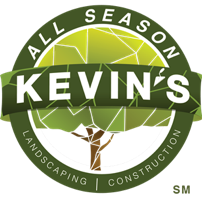 ALL SEASON
KEVIN'S
LANDSCAPING | CONSTRUCTION
SM